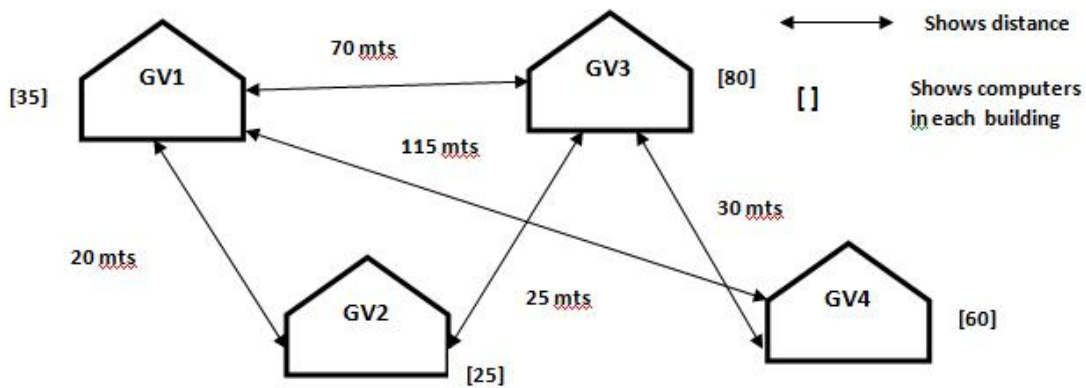 70 mts
GV1
GV3
Shows distance
[35]
[80]
[ ]
Shows computers
in each building
115 mts
30 mts
20 mts
GV2
25 mts
GV4
[60]
[25]